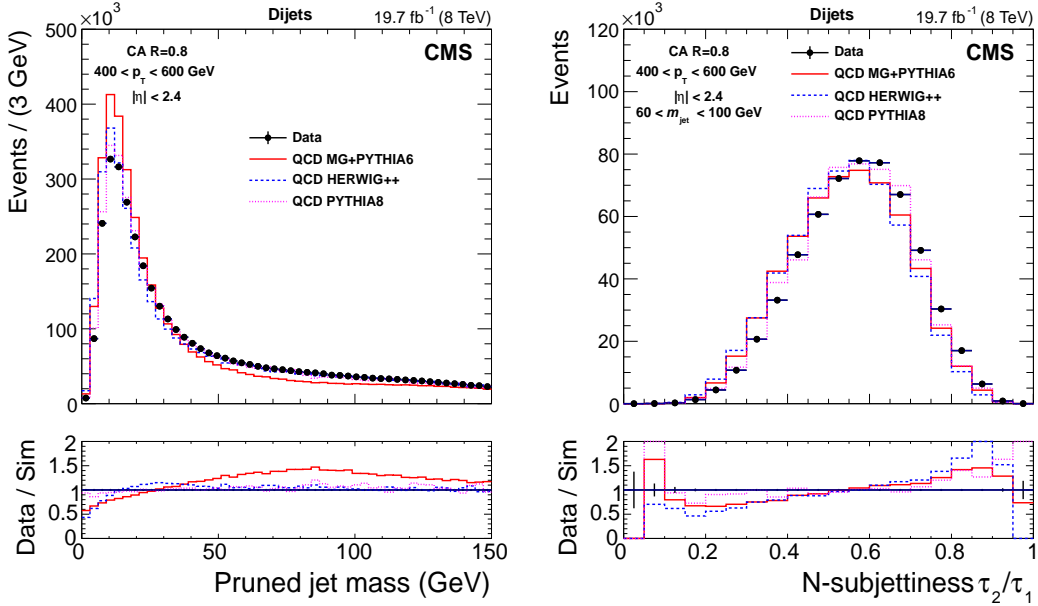 ×10³ Dijets 19.7 fb⁻¹ (8 TeV)
Events / (3 GeV)
500
400
300
200
100
0
CA R=0.8
400 < p_T < 600 GeV
|η| < 2.4
CMS
Data
QCD MG+PYTHIA6
QCD HERWIG++
QCD PYTHIA8
Data / Sim
2
1.5
1
0.5
0
0 50 100 150
Pruned jet mass (GeV)
×10³ Dijets 19.7 fb⁻¹ (8 TeV)
Events
100
80
60
40
20
0
CA R=0.8
400 < p_T < 600 GeV
|η| < 2.4
60 < m_jet < 100 GeV
CMS
Data
QCD MG+PYTHIA6
QCD HERWIG++
QCD PYTHIA8
Data / Sim
2
1.5
1
0.5
0
0 0.2 0.4 0.6 0.8 1
N-subjettiness τ₂/τ₁